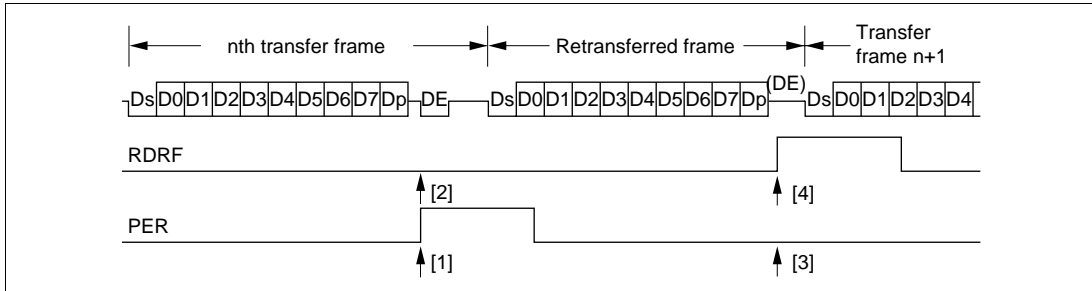 nth transfer frame Retransferred frame Transfer
frame n+1
Ds D0 D1 D2 D3 D4 D5 D6 D7 Dp DE Ds D0 D1 D2 D3 D4 D5 D6 D7 Dp (DE) Ds D0 D1 D2 D3 D4
RDRF
[2] [4]
PER
[1] [3]